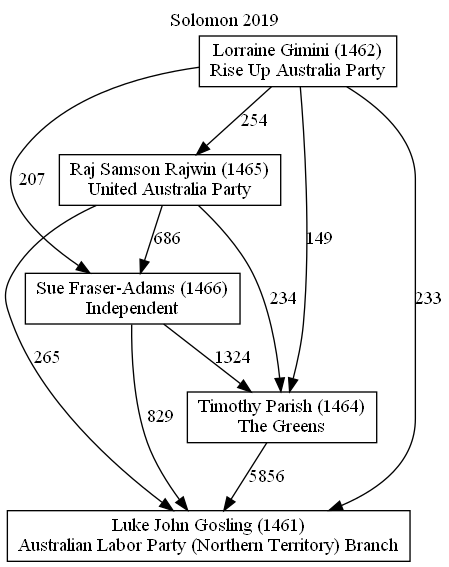 Solomon 2019
Lorraine Gimini (1462)
Rise Up Australia Party
254
Raj Samson Rajwin (1465)
United Australia Party
207
686
149
Sue Fraser-Adams (1466)
Independent
234
233
265
1324
Timothy Parish (1464)
The Greens
829
5856
Luke John Gosling (1461)
Australian Labor Party (Northern Territory) Branch